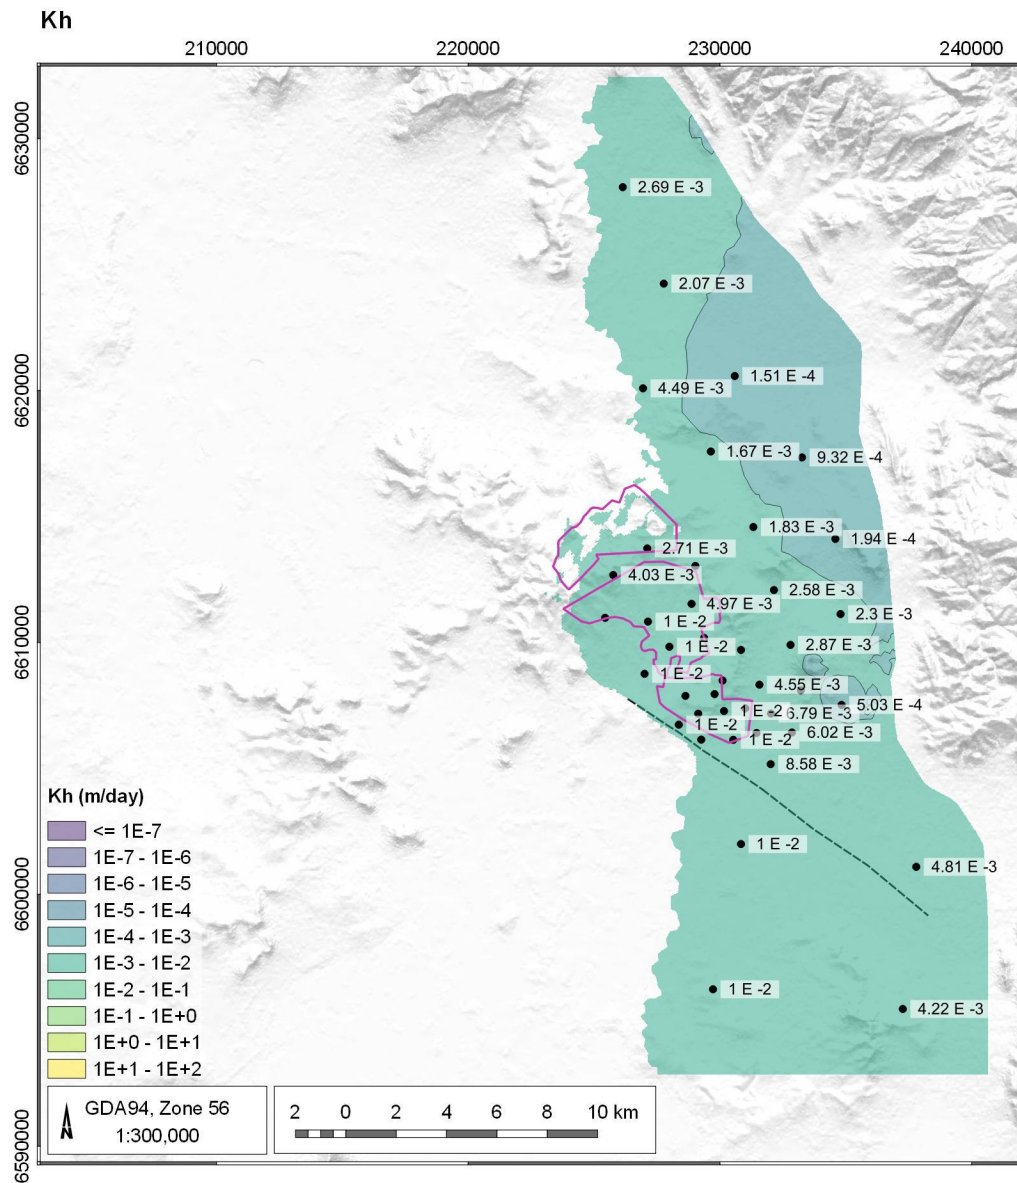 Kh
210000
220000
230000
240000
6630000
6620000
6610000
6600000
6590000
2.69 E -3
2.07 E -3
1.51 E -4
4.49 E -3
1.67 E -3
9.32 E -4
1.83 E -3
1.94 E -4
2.71 E -3
4.03 E -3
2.58 E -3
4.97 E -3
2.3 E -3
1 E -2
1 E -2
2.87 E -3
1 E -2
4.55 E -3
5.03 E -4
1 E -2
6.79 E -3
1 E -2
6.02 E -3
1 E -2
8.58 E -3
1 E -2
4.81 E -3
1 E -2
4.22 E -3
Kh (m/day)
<= 1E-7
1E-7 - 1E-6
1E-6 - 1E-5
1E-5 - 1E-4
1E-4 - 1E-3
1E-3 - 1E-2
1E-2 - 1E-1
1E-1 - 1E+0
1E+0 - 1E+1
1E+1 - 1E+2
N
GDA94, Zone 56
1:300,000
2 0 2 4 6 8 10 km